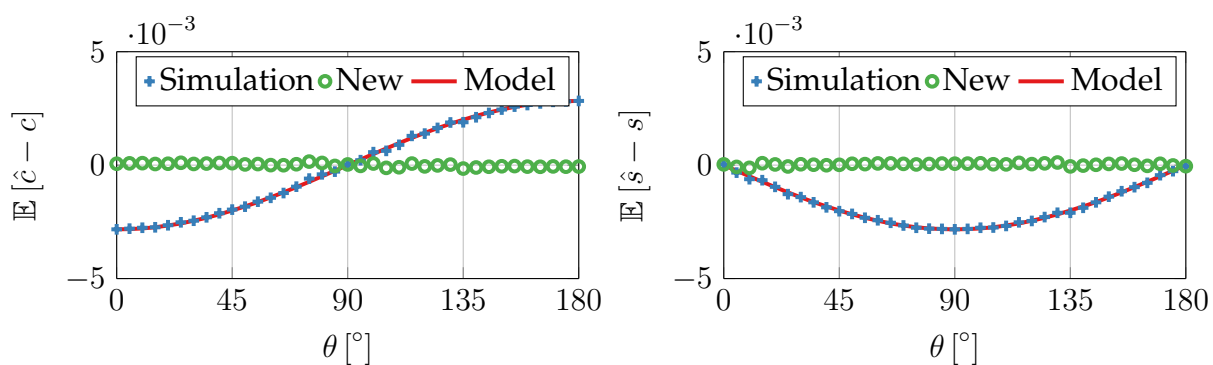 ·10⁻³
5
Simulation New Model
0
−5
0 45 90 135 180
θ [°]
𝔼 [ĉ − c]
·10⁻³
5
Simulation New Model
0
−5
0 45 90 135 180
θ [°]
𝔼 [ŝ − s]